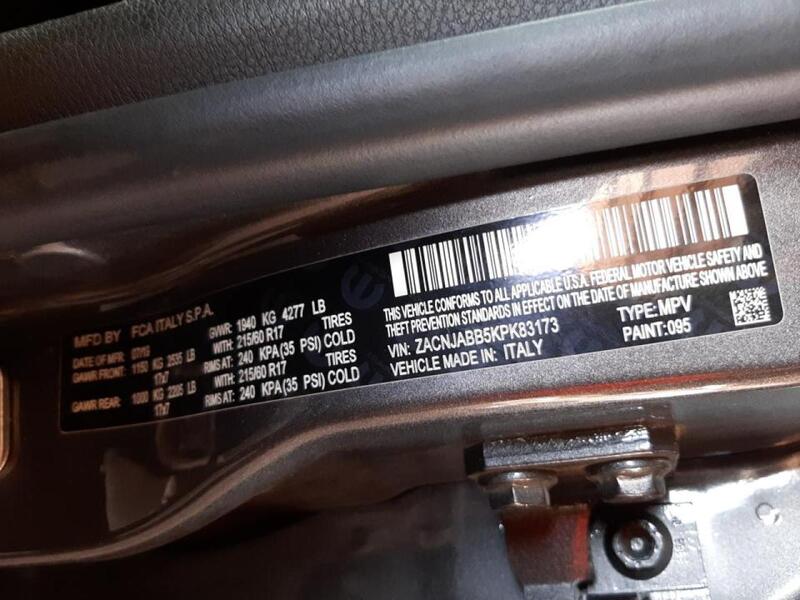 MFD BY FCA ITALY S.P.A.
DATE OF MFR 07/18 GVWR: 1940 KG 4277 LB
GAWR FRONT: 1150 KG 2535 LB WITH: 215/60 R17 TIRES
17x7 RIMS AT: 240 KPA(35 PSI) COLD
GAWR REAR: 1000 KG 2205 LB WITH: 215/60 R17 TIRES
17x7 RIMS AT: 240 KPA(35 PSI) COLD
THIS VEHICLE CONFORMS TO ALL APPLICABLE U.S.A. FEDERAL MOTOR VEHICLE SAFETY AND
THEFT PREVENTION STANDARDS IN EFFECT ON THE DATE OF MANUFACTURE SHOWN ABOVE
VIN: ZACNJABB5KPK83173 TYPE: MPV
VEHICLE MADE IN: ITALY PAINT: 095